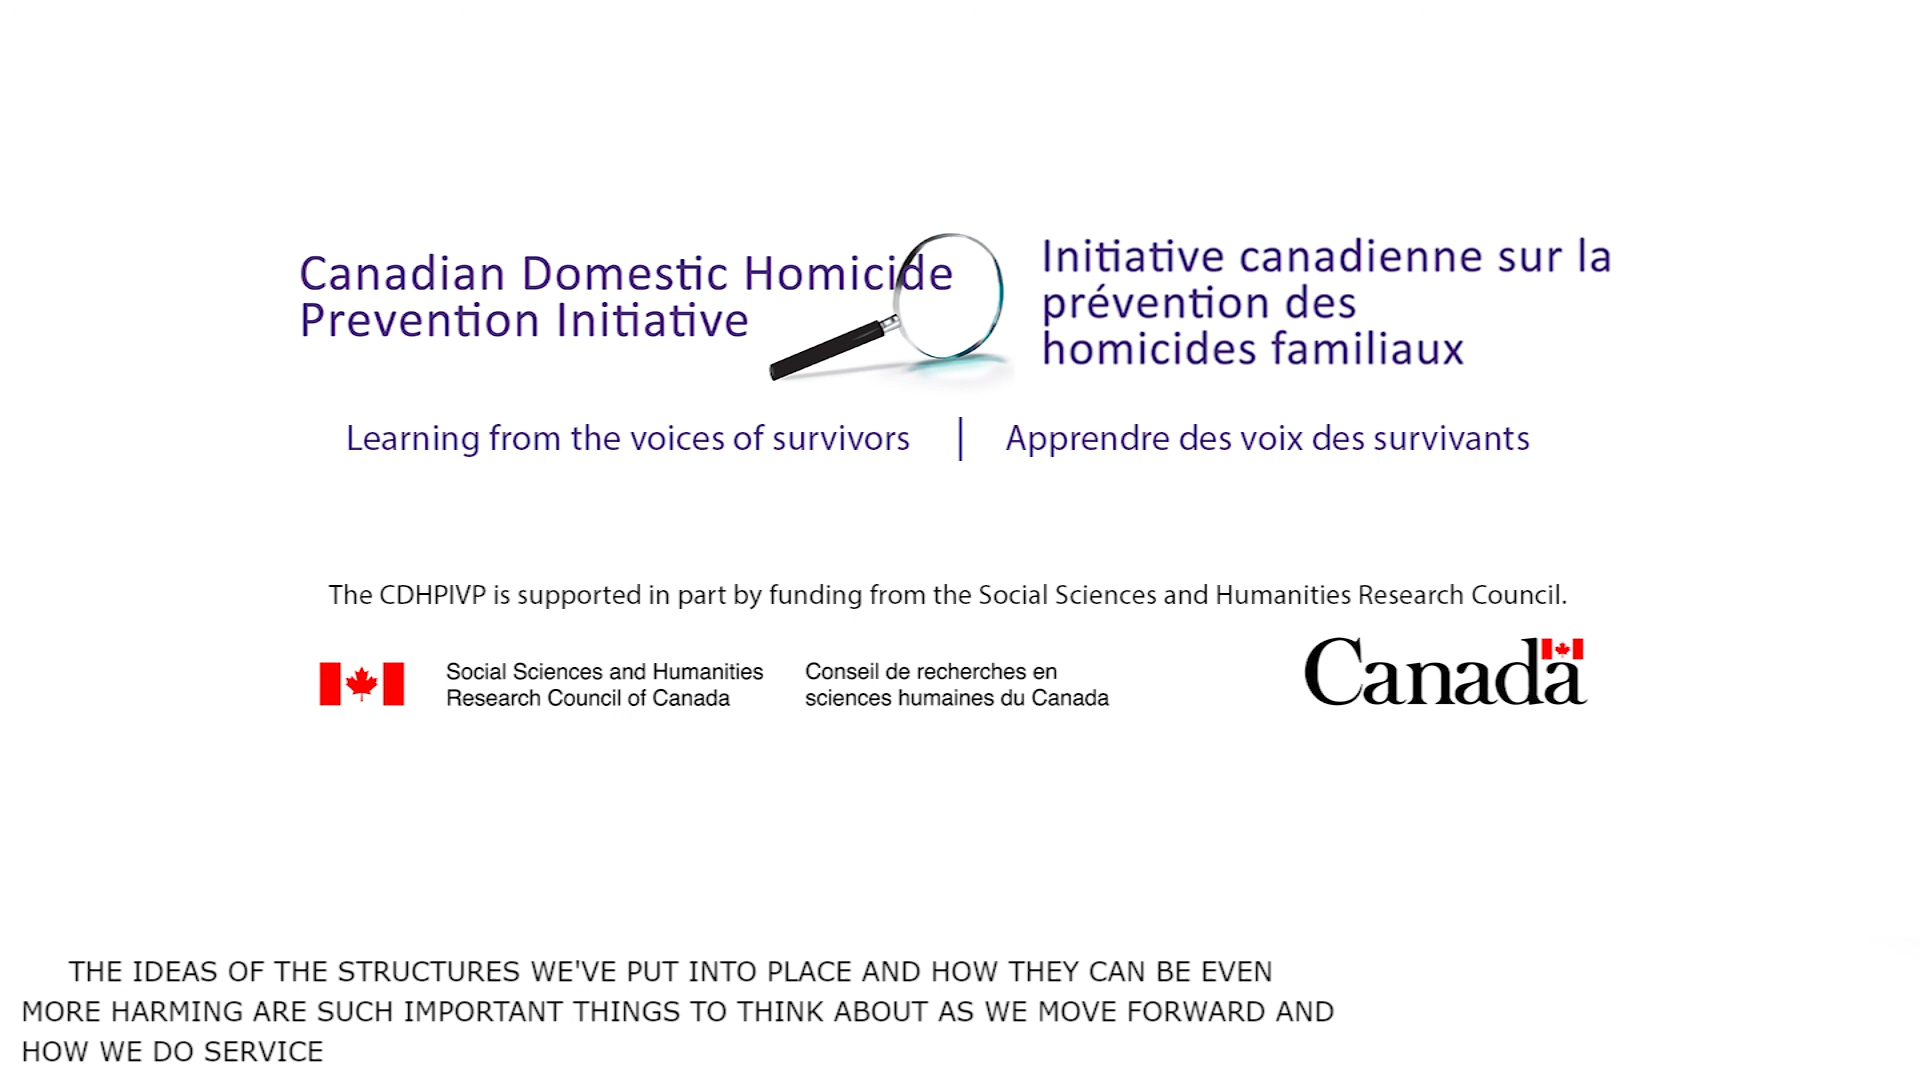 Canadian Domestic Homicide
Prevention Initiative
Initiative canadienne sur la
prévention des
homicides familiaux
Learning from the voices of survivors
Apprendre des voix des survivants
The CDHPIVP is supported in part by funding from the Social Sciences and Humanities Research Council.
Social Sciences and Humanities
Research Council of Canada
Conseil de recherches en
sciences humaines du Canada
Canada
THE IDEAS OF THE STRUCTURES WE'VE PUT INTO PLACE AND HOW THEY CAN BE EVEN
MORE HARMING ARE SUCH IMPORTANT THINGS TO THINK ABOUT AS WE MOVE FORWARD AND
HOW WE DO SERVICE